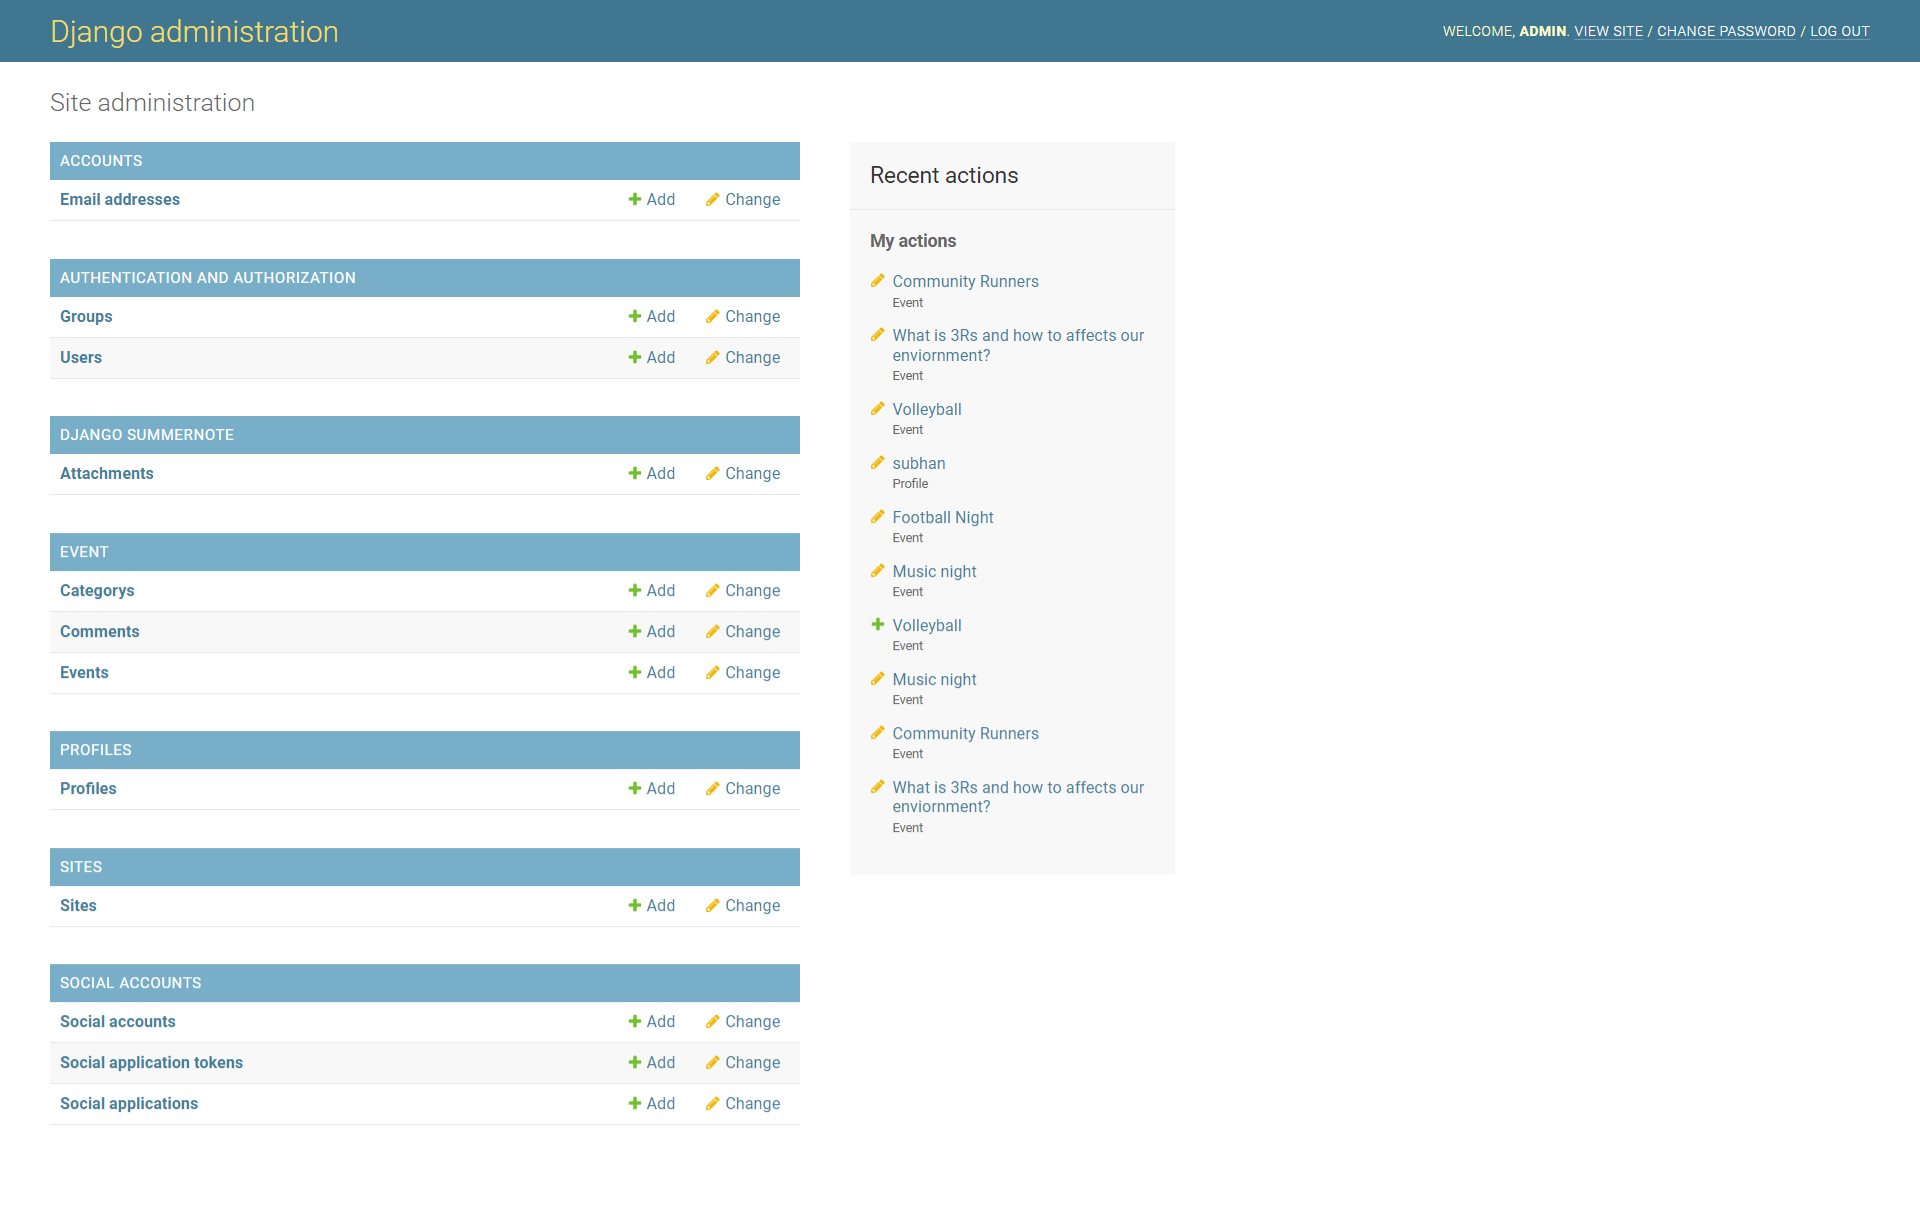 Django administration
WELCOME, ADMIN. VIEW SITE / CHANGE PASSWORD / LOG OUT
Site administration
ACCOUNTS
Email addresses Add Change
AUTHENTICATION AND AUTHORIZATION
Groups Add Change
Users Add Change
DJANGO SUMMERNOTE
Attachments Add Change
EVENT
Categorys Add Change
Comments Add Change
Events Add Change
PROFILES
Profiles Add Change
SITES
Sites Add Change
SOCIAL ACCOUNTS
Social accounts Add Change
Social application tokens Add Change
Social applications Add Change
Recent actions
My actions
Community Runners
Event
What is 3Rs and how to affects our
enviornment?
Event
Volleyball
Event
subhan
Profile
Football Night
Event
Music night
Event
Volleyball
Event
Music night
Event
Community Runners
Event
What is 3Rs and how to affects our
enviornment?
Event